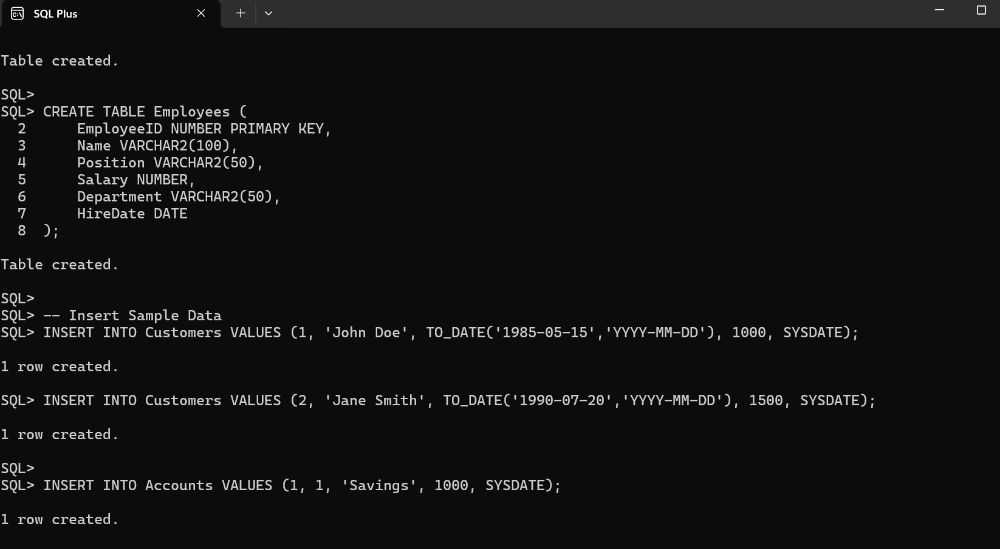 SQL Plus
Table created.
SQL>
SQL> CREATE TABLE Employees (
  2      EmployeeID NUMBER PRIMARY KEY,
  3      Name VARCHAR2(100),
  4      Position VARCHAR2(50),
  5      Salary NUMBER,
  6      Department VARCHAR2(50),
  7      HireDate DATE
  8  );
Table created.
SQL>
SQL> -- Insert Sample Data
SQL> INSERT INTO Customers VALUES (1, 'John Doe', TO_DATE('1985-05-15','YYYY-MM-DD'), 1000, SYSDATE);
1 row created.
SQL> INSERT INTO Customers VALUES (2, 'Jane Smith', TO_DATE('1990-07-20','YYYY-MM-DD'), 1500, SYSDATE);
1 row created.
SQL>
SQL> INSERT INTO Accounts VALUES (1, 1, 'Savings', 1000, SYSDATE);
1 row created.